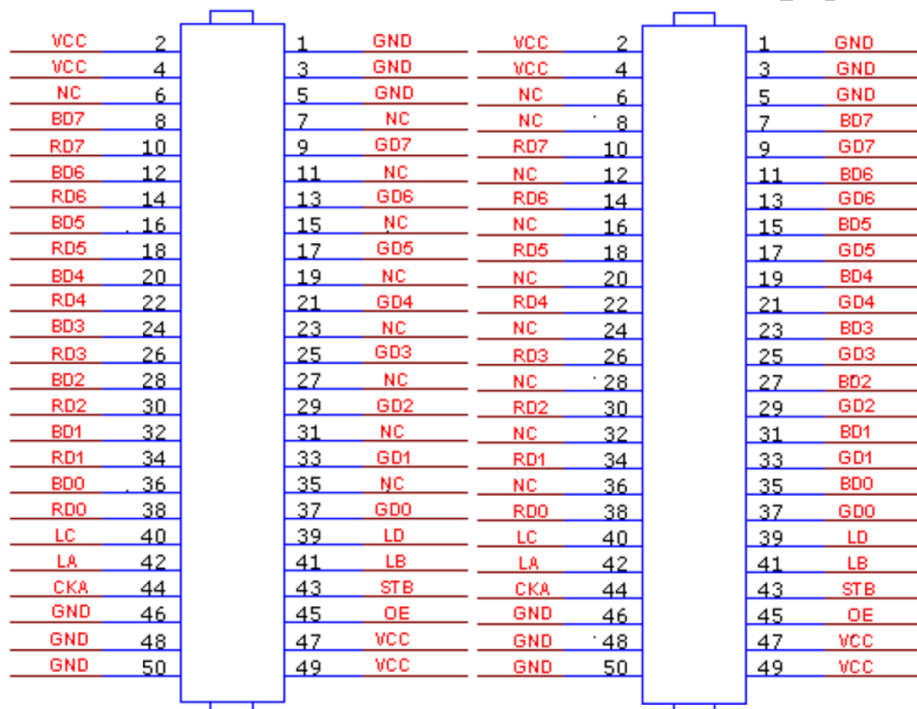 VCC 2 1 GND VCC 2 1 GND
VCC 4 3 GND VCC 4 3 GND
NC 6 5 GND NC 6 5 GND
BD7 8 7 NC NC 8 7 BD7
RD7 10 9 GD7 RD7 10 9 GD7
BD6 12 11 NC NC 12 11 BD6
RD6 14 13 GD6 RD6 14 13 GD6
BD5 16 15 NC NC 16 15 BD5
RD5 18 17 GD5 RD5 18 17 GD5
BD4 20 19 NC NC 20 19 BD4
RD4 22 21 GD4 RD4 22 21 GD4
BD3 24 23 NC NC 24 23 BD3
RD3 26 25 GD3 RD3 26 25 GD3
BD2 28 27 NC NC 28 27 BD2
RD2 30 29 GD2 RD2 30 29 GD2
BD1 32 31 NC NC 32 31 BD1
RD1 34 33 GD1 RD1 34 33 GD1
BD0 36 35 NC NC 36 35 BD0
RD0 38 37 GD0 RD0 38 37 GD0
LC 40 39 LD LC 40 39 LD
LA 42 41 LB LA 42 41 LB
CKA 44 43 STB CKA 44 43 STB
GND 46 45 OE GND 46 45 OE
GND 48 47 VCC GND 48 47 VCC
GND 50 49 VCC GND 50 49 VCC